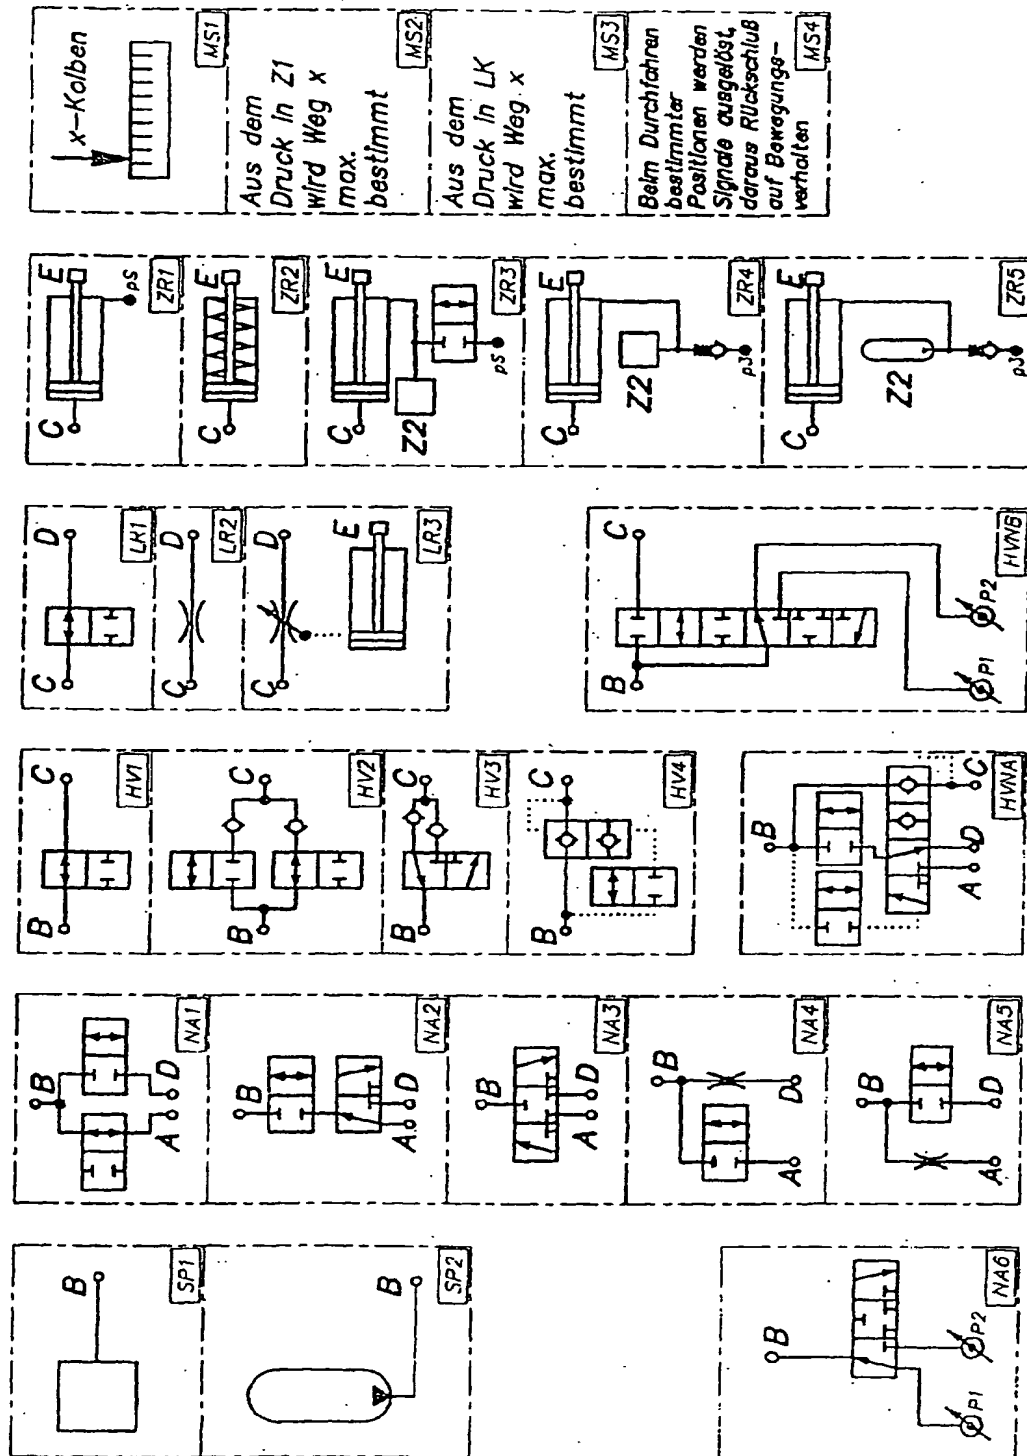 x-Kolben
MS1
Aus dem
Druck in Z1
wird Weg x
max.
bestimmt
MS2
Aus dem
Druck in LK
wird Weg x
max.
bestimmt
MS3
Beim Durchfahren
bestimmter
Positionen werden
Signale ausgelöst,
daraus Rückschluß
auf Bewegungs-
verhalten
MS4
C E
pS
ZR1
C E
ZR2
C E
Z2
pS
ZR3
C E
Z2
p3
ZR4
C E
Z2
p3
ZR5
C D
LR1
C D
LR2
C D
E
LR3
B C
P1 P2
HVNB
B C
HV1
B C
HV2
B C
HV3
B C
HV4
B
A D C
HVNA
B
A D
NA1
B
A D
NA2
B
A D
NA3
B
A D
NA4
B
A D
NA5
B
SP1
B
SP2
B
P1 P2
NA6